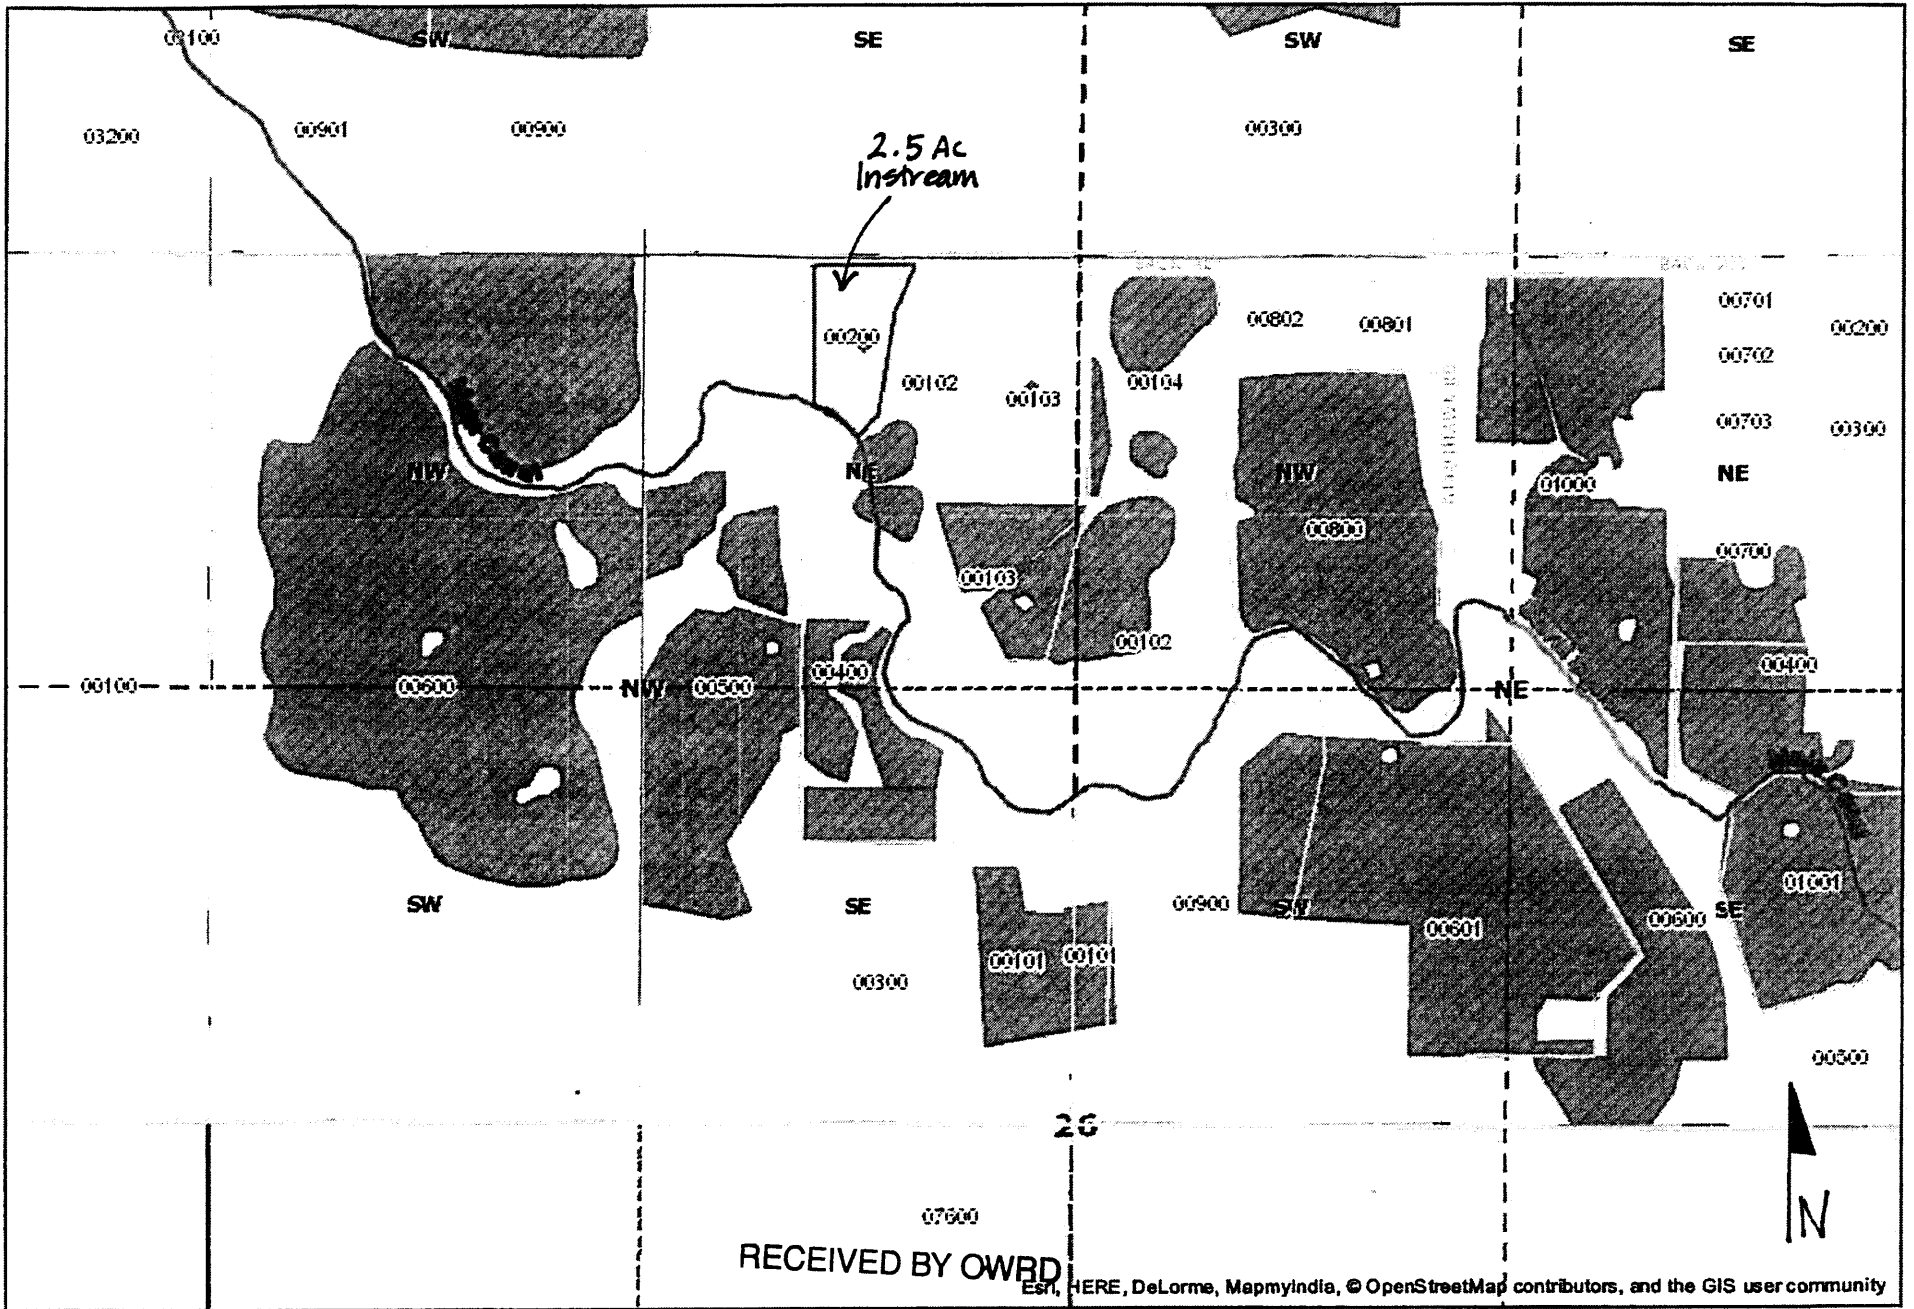 03100
SW
SE
SW
SE
03200
00901
00900
00300
2.5 Ac
Instream
00701
00802
00801
00200
00200
00702
00102
00103
00104
00703
00300
NW
NE
NW
01000
NE
00800
00700
00103
00102
00400
00400
00100
00600
NW
00500
NE
01001
SW
SE
00900
SW
00601
00600
SE
00101
00101
00300
00500
26
N
07600
RECEIVED BY OWRD
Esri, HERE, DeLorme, MapmyIndia, © OpenStreetMap contributors, and the GIS user community